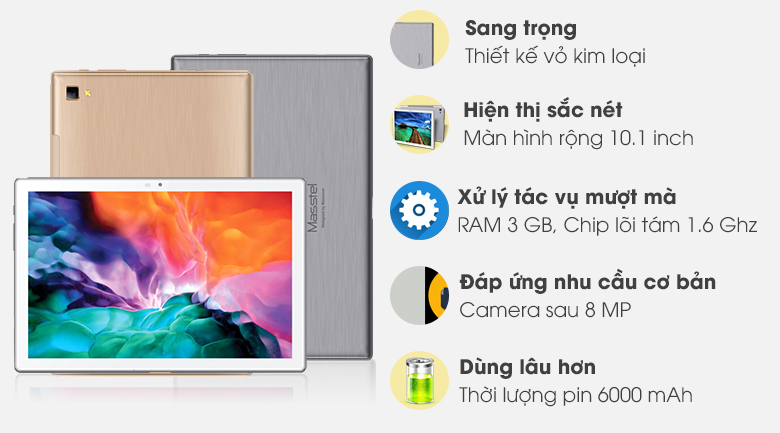 Masstel
Sang trọng
Thiết kế vỏ kim loại
Hiện thị sắc nét
Màn hình rộng 10.1 inch
Xử lý tác vụ mượt mà
RAM 3 GB, Chip lõi tám 1.6 Ghz
Đáp ứng nhu cầu cơ bản
Camera sau 8 MP
Dùng lâu hơn
Thời lượng pin 6000 mAh